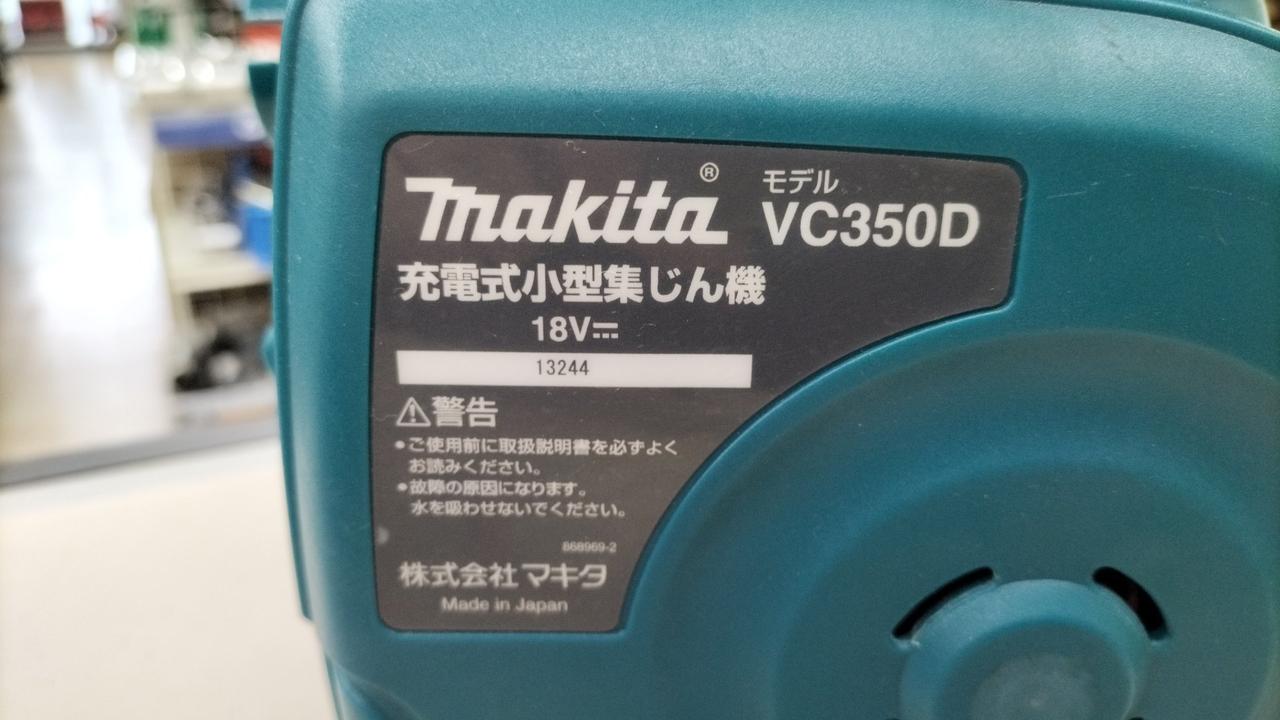 makita®
モデル
VC350D
充電式小型集じん機
18V⎓
13244
⚠警告
•ご使用前に取扱説明書を必ずよく
お読みください。
•故障の原因になります。
水を吸わせないでください。
868969-2
株式会社マキタ
Made in Japan